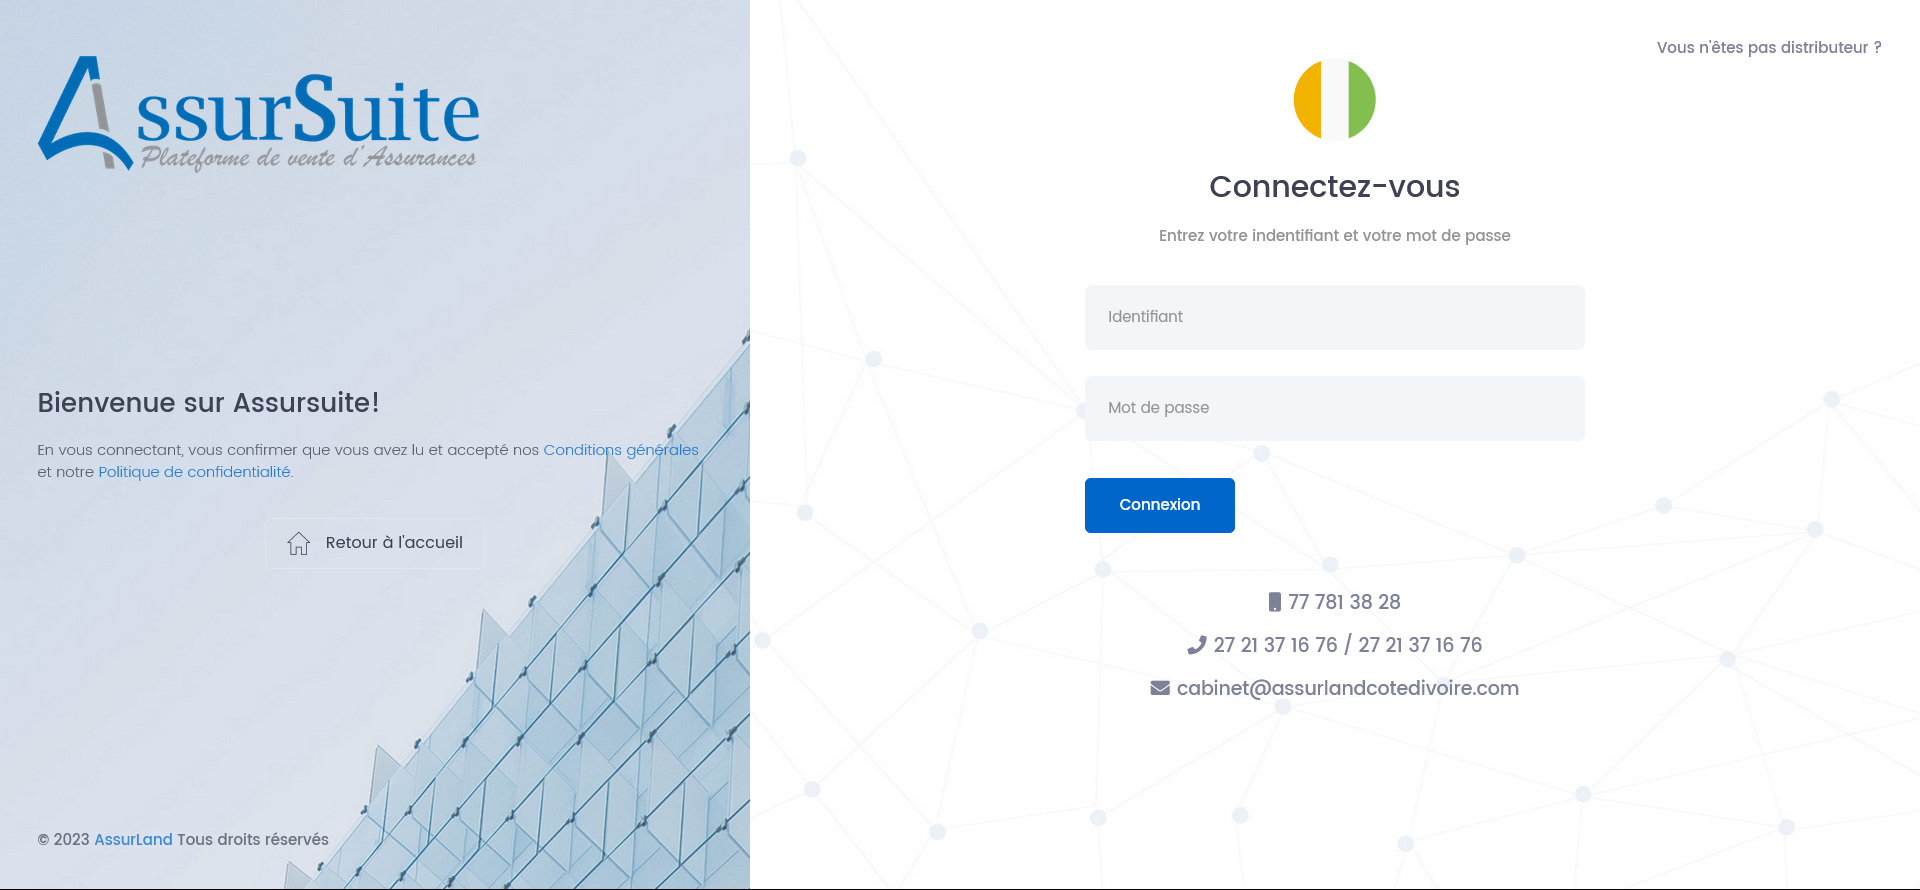 AssurSuite
Plateforme de vente d'Assurances
Bienvenue sur Assursuite!
En vous connectant, vous confirmer que vous avez lu et accepté nos Conditions générales
et notre Politique de confidentialité.
Retour à l'accueil
© 2023 AssurLand Tous droits réservés
Vous n'êtes pas distributeur ?
Connectez-vous
Entrez votre indentifiant et votre mot de passe
Identifiant
Mot de passe
Connexion
77 781 38 28
27 21 37 16 76 / 27 21 37 16 76
cabinet@assurlandcotedivoire.com